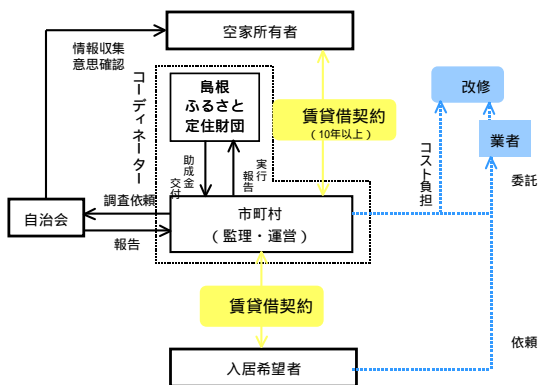 空家所有者
情報収集
意思確認
コーディネーター
島根
ふるさと
定住財団
賃貸借契約
（10年以上）
改修
業者
コスト負担
委託
助成金
交付
実行
報告
調査依頼
自治会
報告
市町村
（監理・運営）
賃貸借契約
依頼
入居希望者